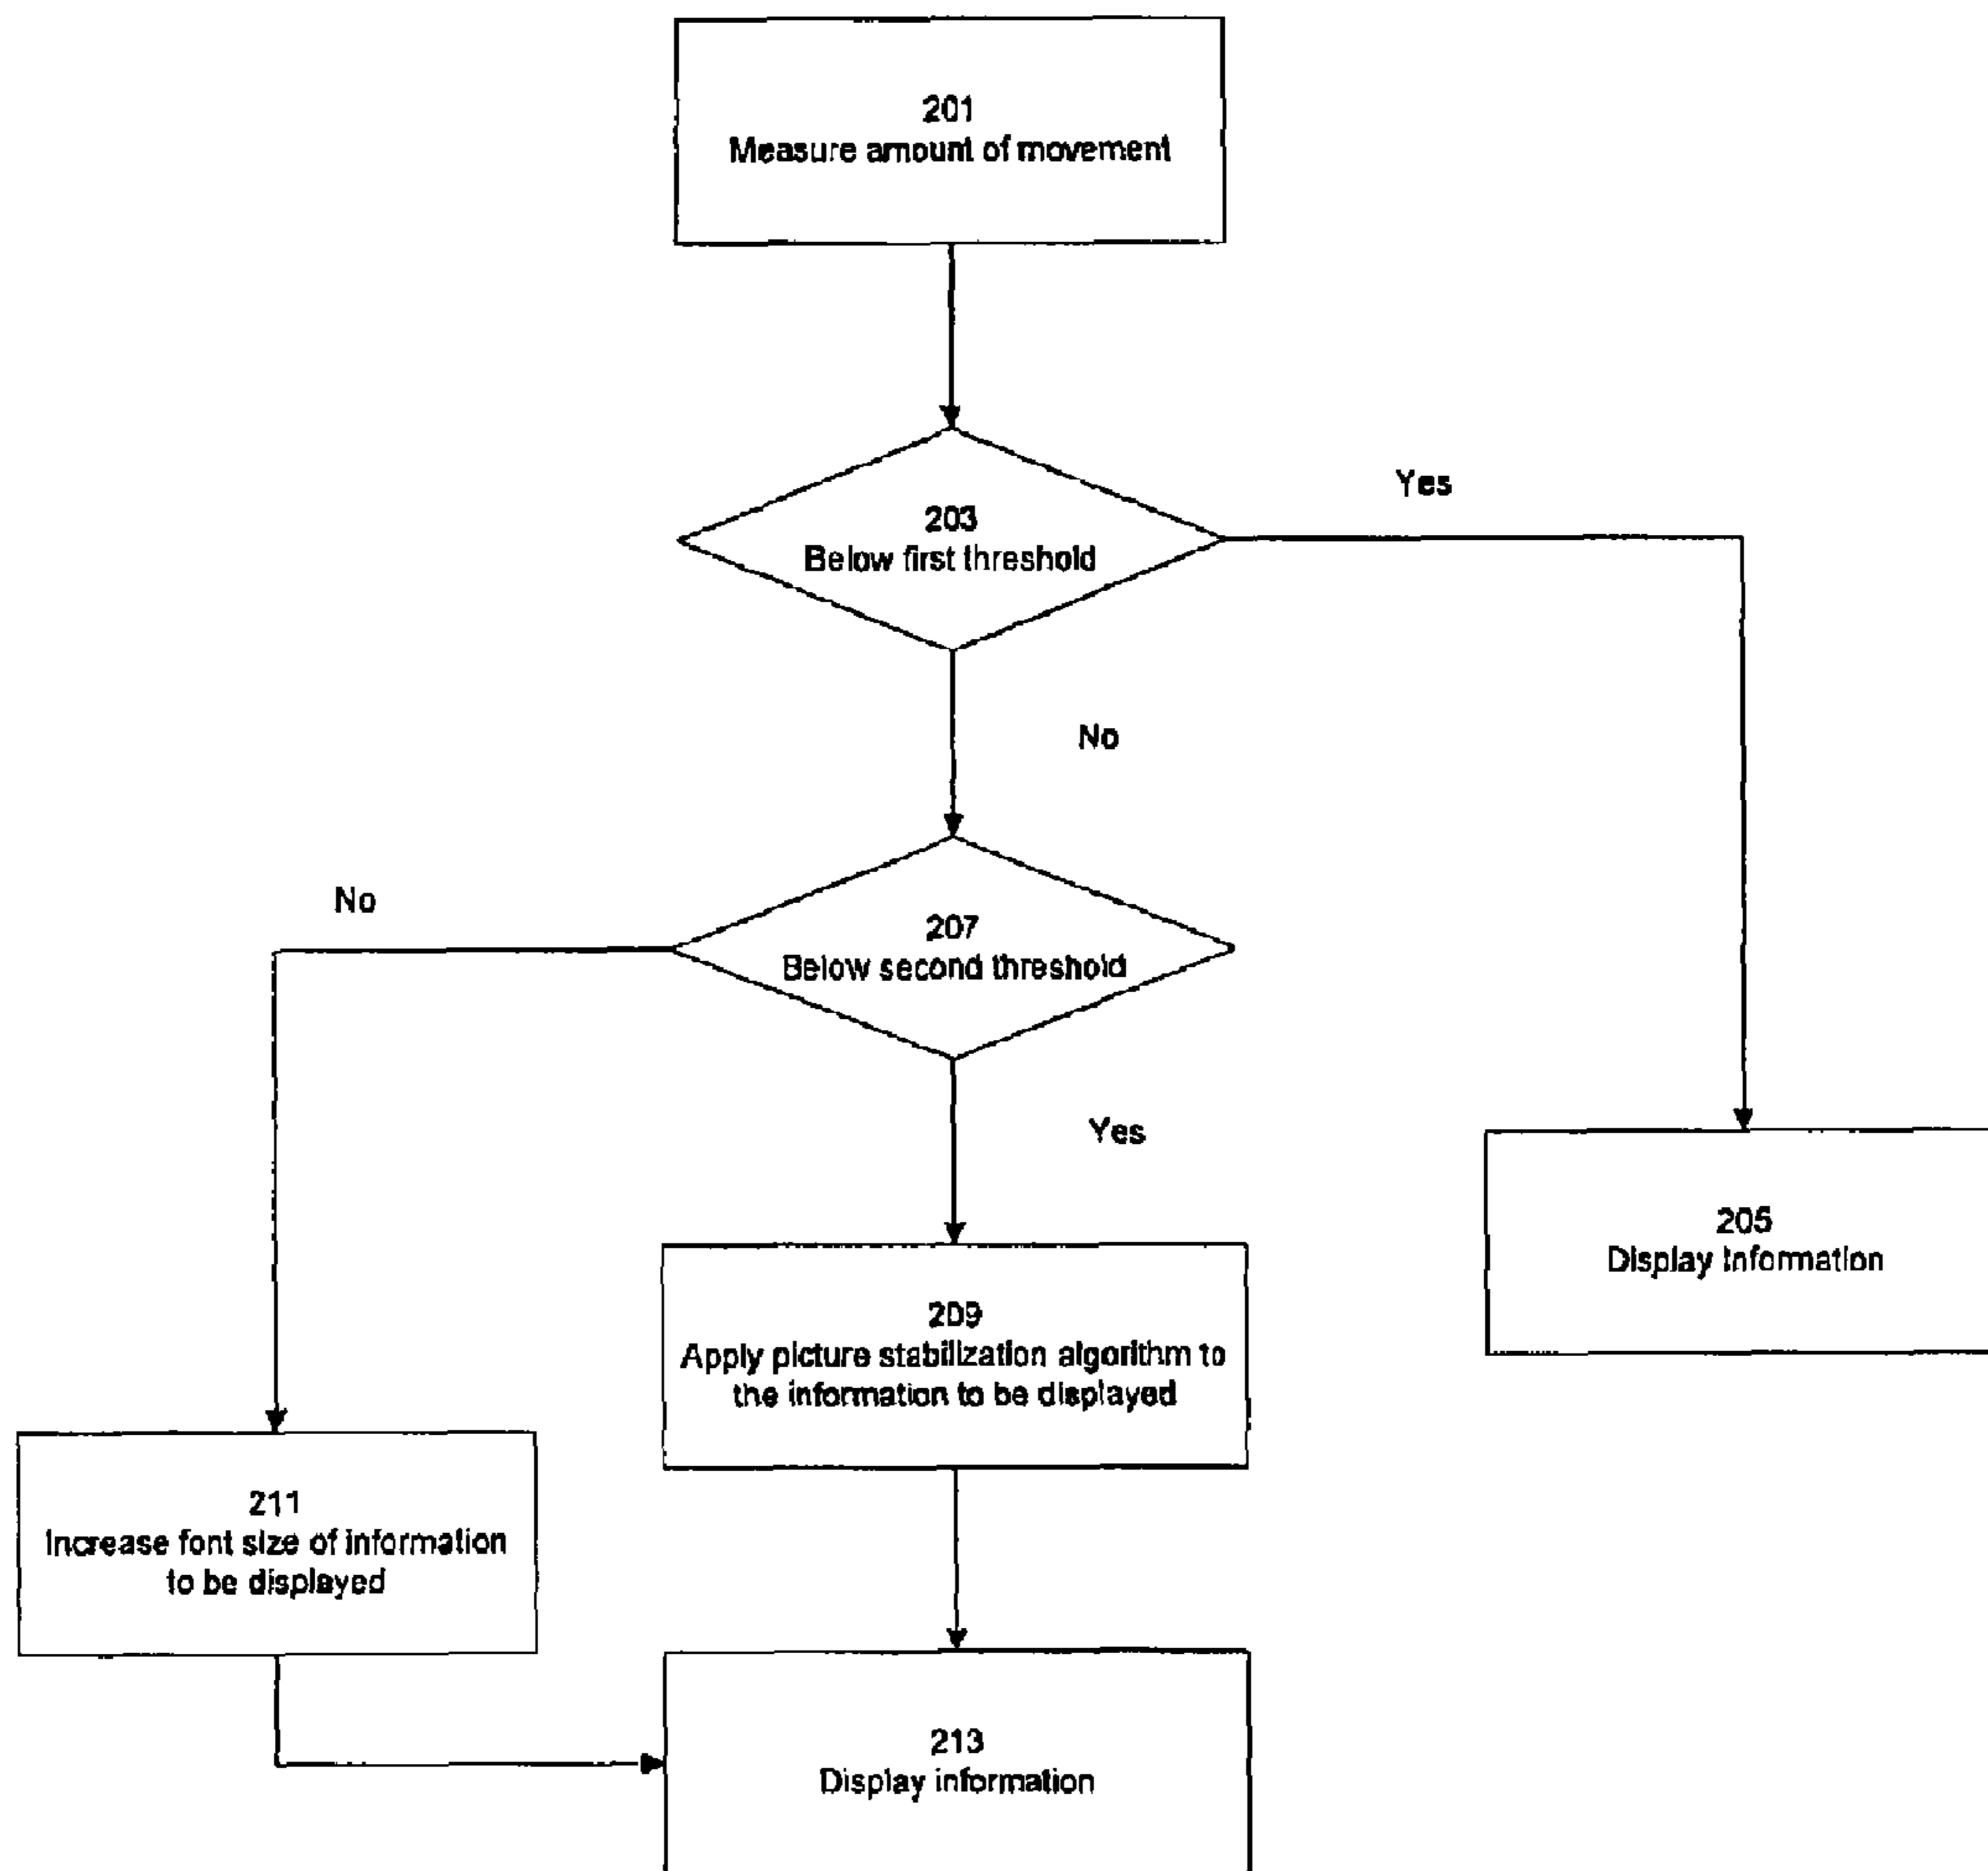 201
Measure amount of movement
203
Below first threshold
Yes
No
207
Below second threshold
No
Yes
205
Display Information
209
Apply picture stabilization algorithm to
the information to be displayed
211
Increase font size of information
to be displayed
213
Display information